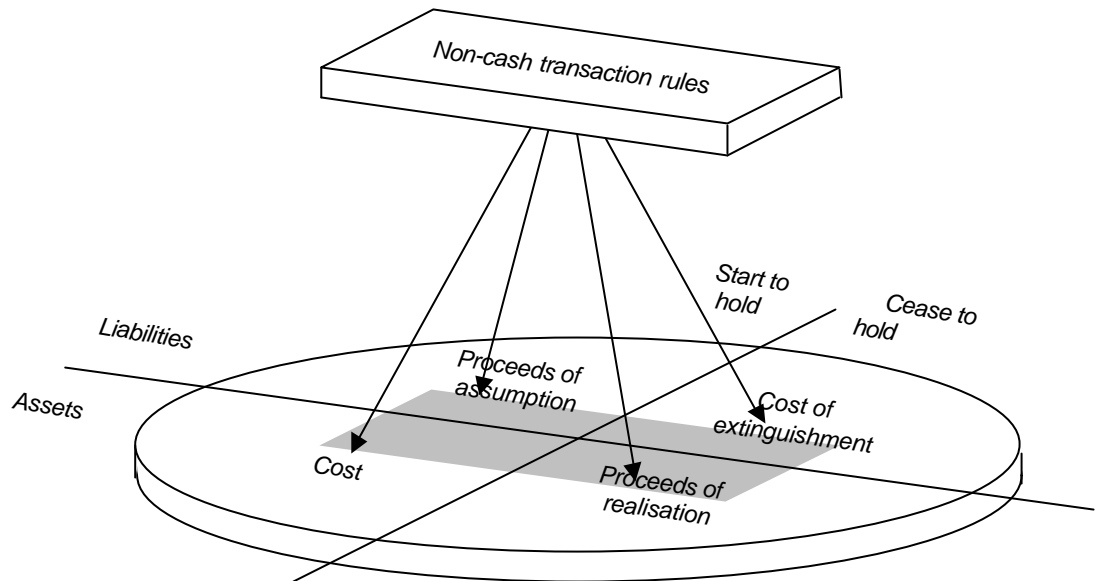 Non-cash transaction rules
Start to
hold
Cease to
hold
Liabilities
Assets
Proceeds of
assumption
Cost of
extinguishment
Cost
Proceeds of
realisation